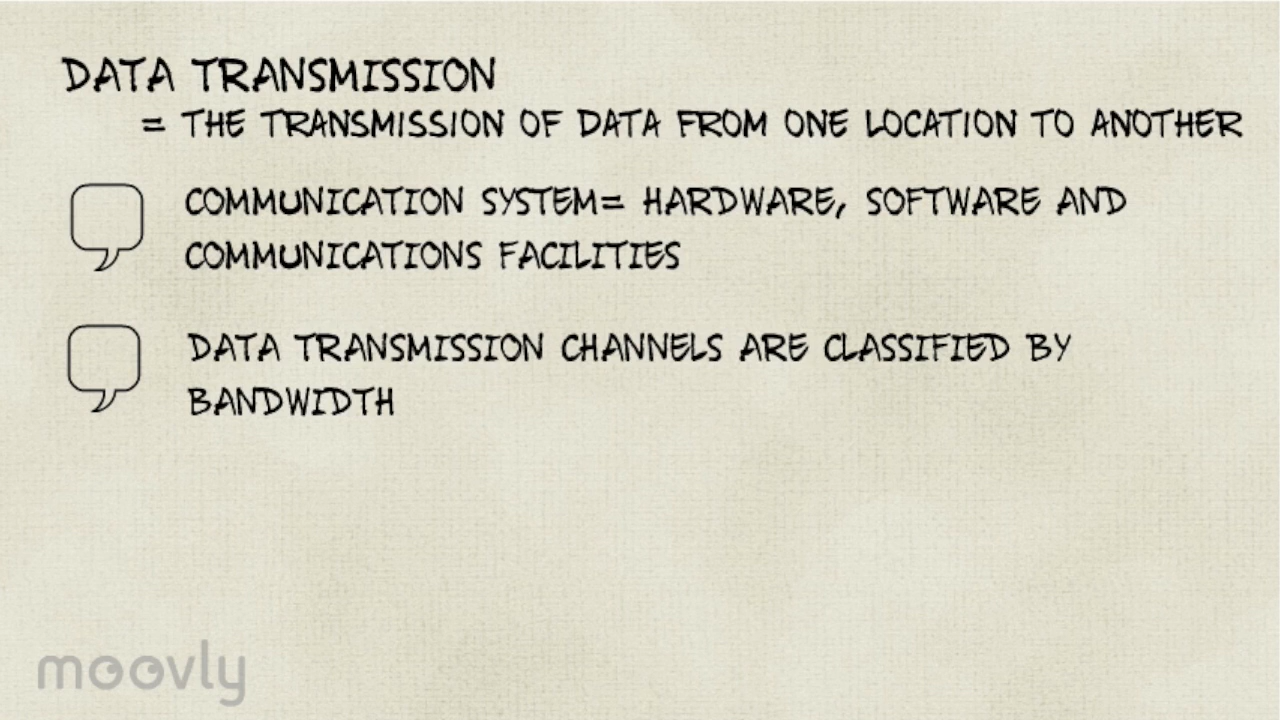 DATA TRANSMISSION
= THE TRANSMISSION OF DATA FROM ONE LOCATION TO ANOTHER
COMMUNICATION SYSTEM= HARDWARE, SOFTWARE AND
COMMUNICATIONS FACILITIES
DATA TRANSMISSION CHANNELS ARE CLASSIFIED BY
BANDWIDTH
moovly